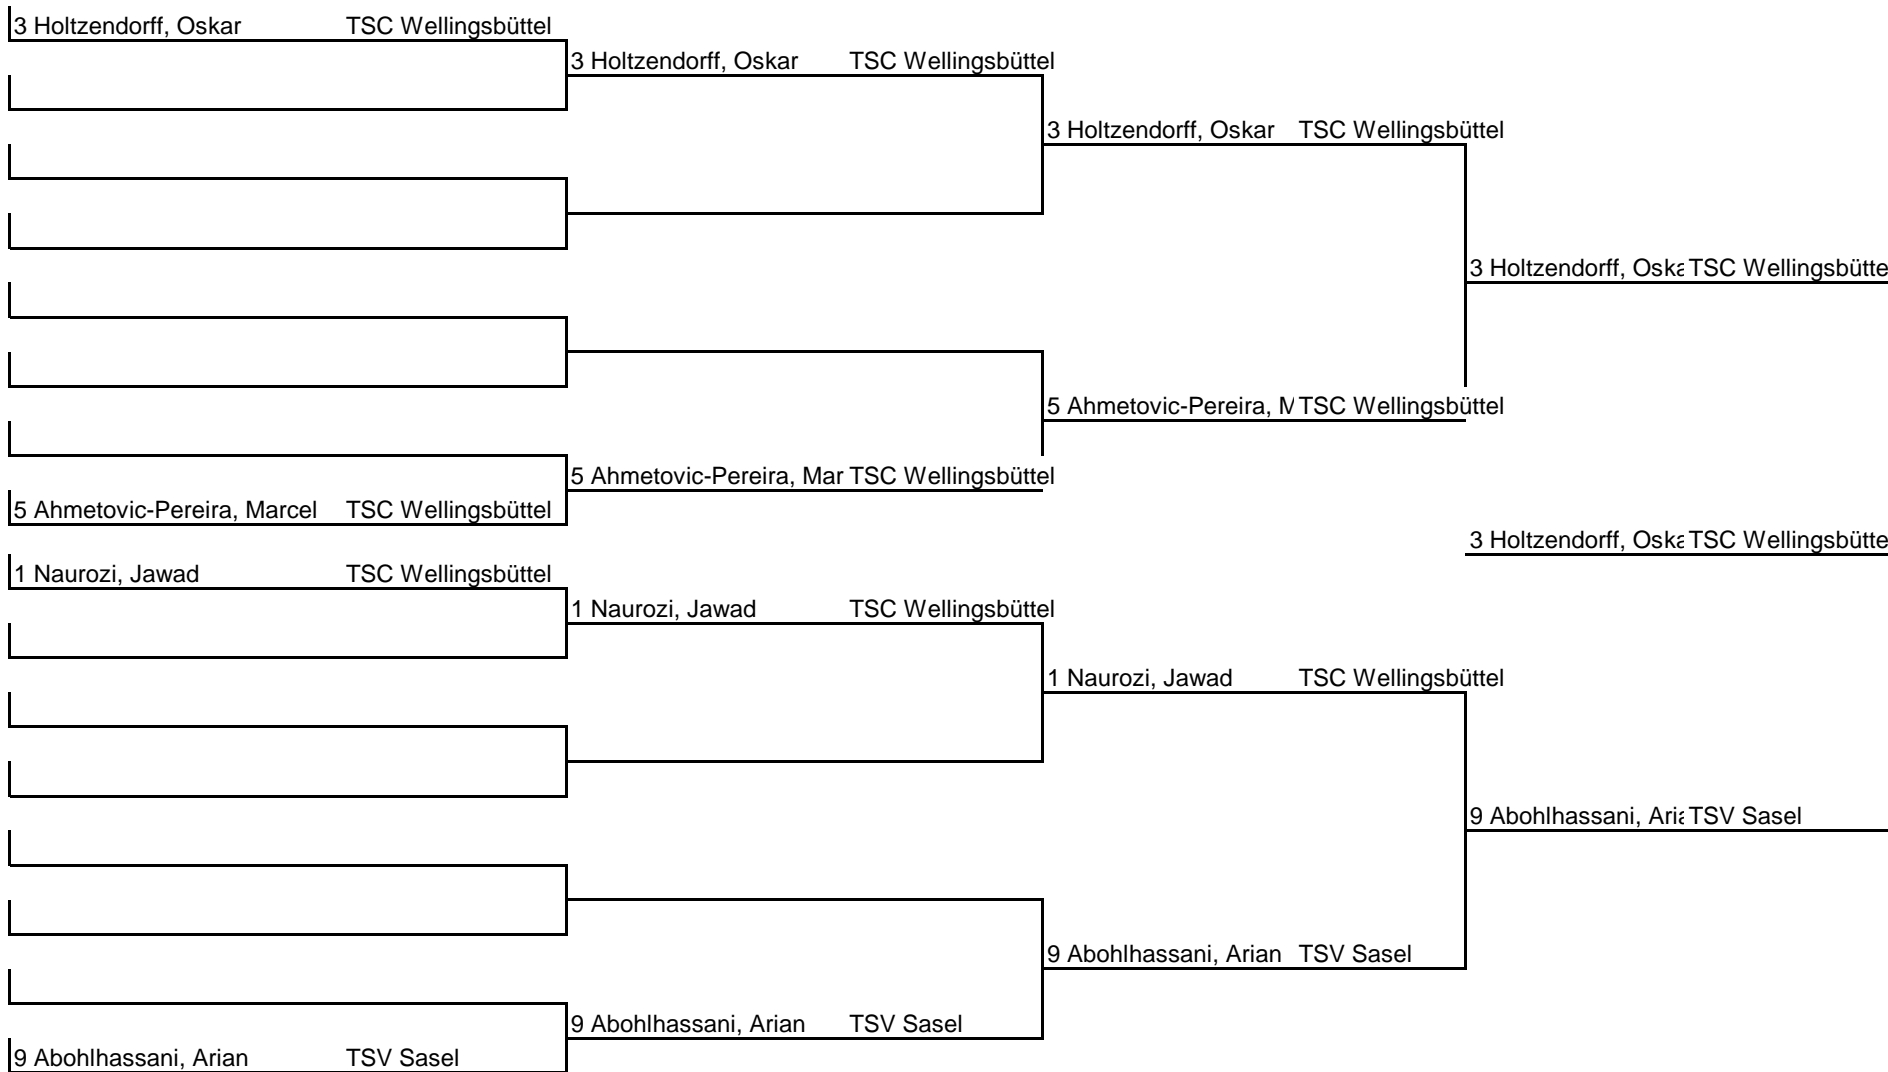 3 Holtzendorff, Oskar TSC Wellingsbüttel
3 Holtzendorff, Oskar TSC Wellingsbüttel
3 Holtzendorff, Oskar TSC Wellingsbüttel
3 Holtzendorff, Oska TSC Wellingsbütte
5 Ahmetovic-Pereira, M TSC Wellingsbüttel
5 Ahmetovic-Pereira, Mar TSC Wellingsbüttel
5 Ahmetovic-Pereira, Marcel TSC Wellingsbüttel
3 Holtzendorff, Oska TSC Wellingsbütte
1 Naurozi, Jawad TSC Wellingsbüttel
1 Naurozi, Jawad TSC Wellingsbüttel
1 Naurozi, Jawad TSC Wellingsbüttel
9 Abohlhassani, Aria TSV Sasel
9 Abohlhassani, Arian TSV Sasel
9 Abohlhassani, Arian TSV Sasel
9 Abohlhassani, Arian TSV Sasel